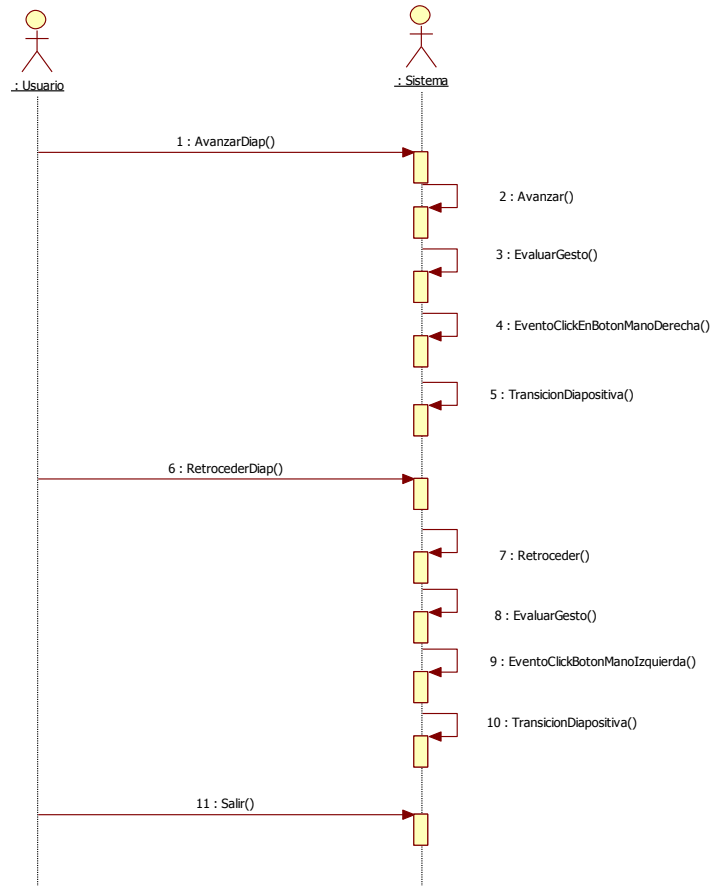 : Usuario
: Sistema
1 : AvanzarDiap()
2 : Avanzar()
3 : EvaluarGesto()
4 : EventoClickEnBotonManoDerecha()
5 : TransicionDiapositiva()
6 : RetrocederDiap()
7 : Retroceder()
8 : EvaluarGesto()
9 : EventoClickBotonManoIzquierda()
10 : TransicionDiapositiva()
11 : Salir()